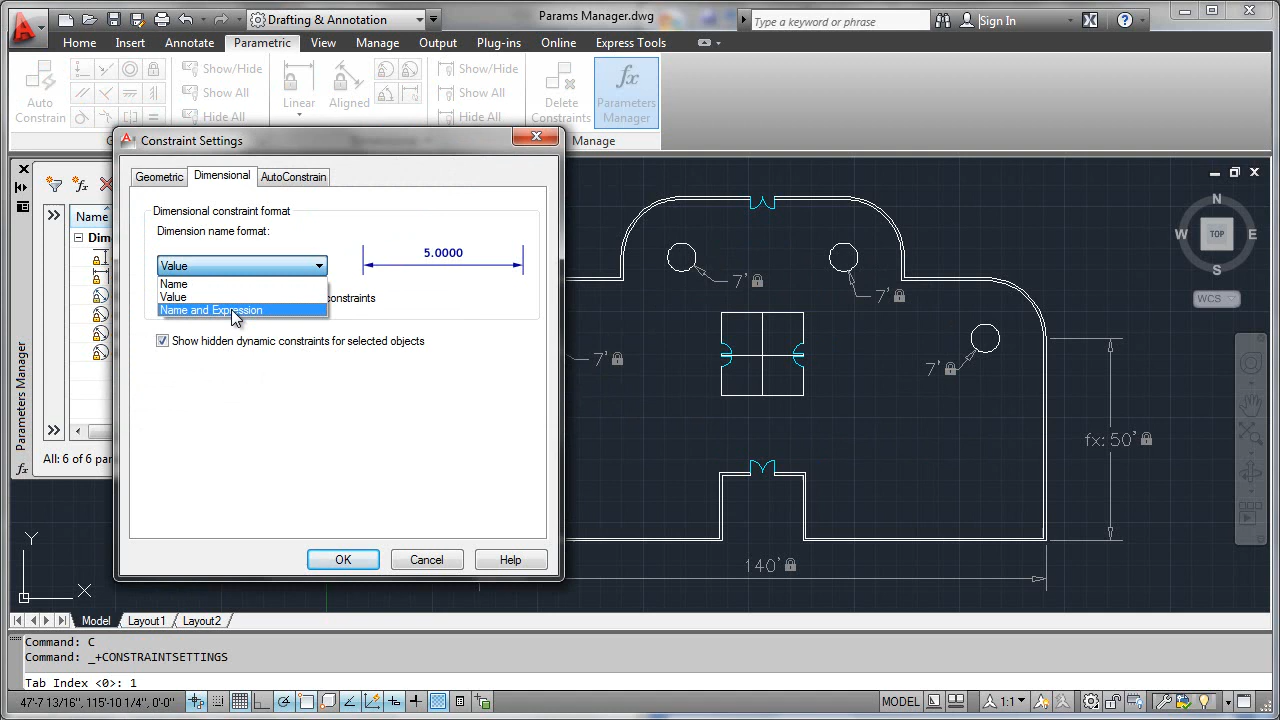 Drafting & Annotation
Params Manager.dwg
Type a keyword or phrase
Sign In
Home Insert Annotate Parametric View Manage Output Plug-ins Online Express Tools
Auto
Constrain
Show/Hide
Show All
Hide All
Linear
Aligned
Show/Hide
Show All
Hide All
Delete
Constraints
Parameters
Manager
Manage
Constraint Settings
Geometric Dimensional AutoConstrain
Dimensional constraint format
Dimension name format:
Value
5.0000
Name
Value
Name and Expression
onstraints
Show hidden dynamic constraints for selected objects
OK Cancel Help
Name
Dim
All: 6 of 6 par
Parameters Manager
fx
N
W TOP E
S
WCS
7'
7'
7'
7'
fx: 50'
140'
Y
X
Model Layout1 Layout2
Command: C
Command: _+CONSTRAINTSETTINGS
Tab Index <0>: 1
47'-7 13/16", 115'-10 1/4", 0'-0"
MODEL
1:1